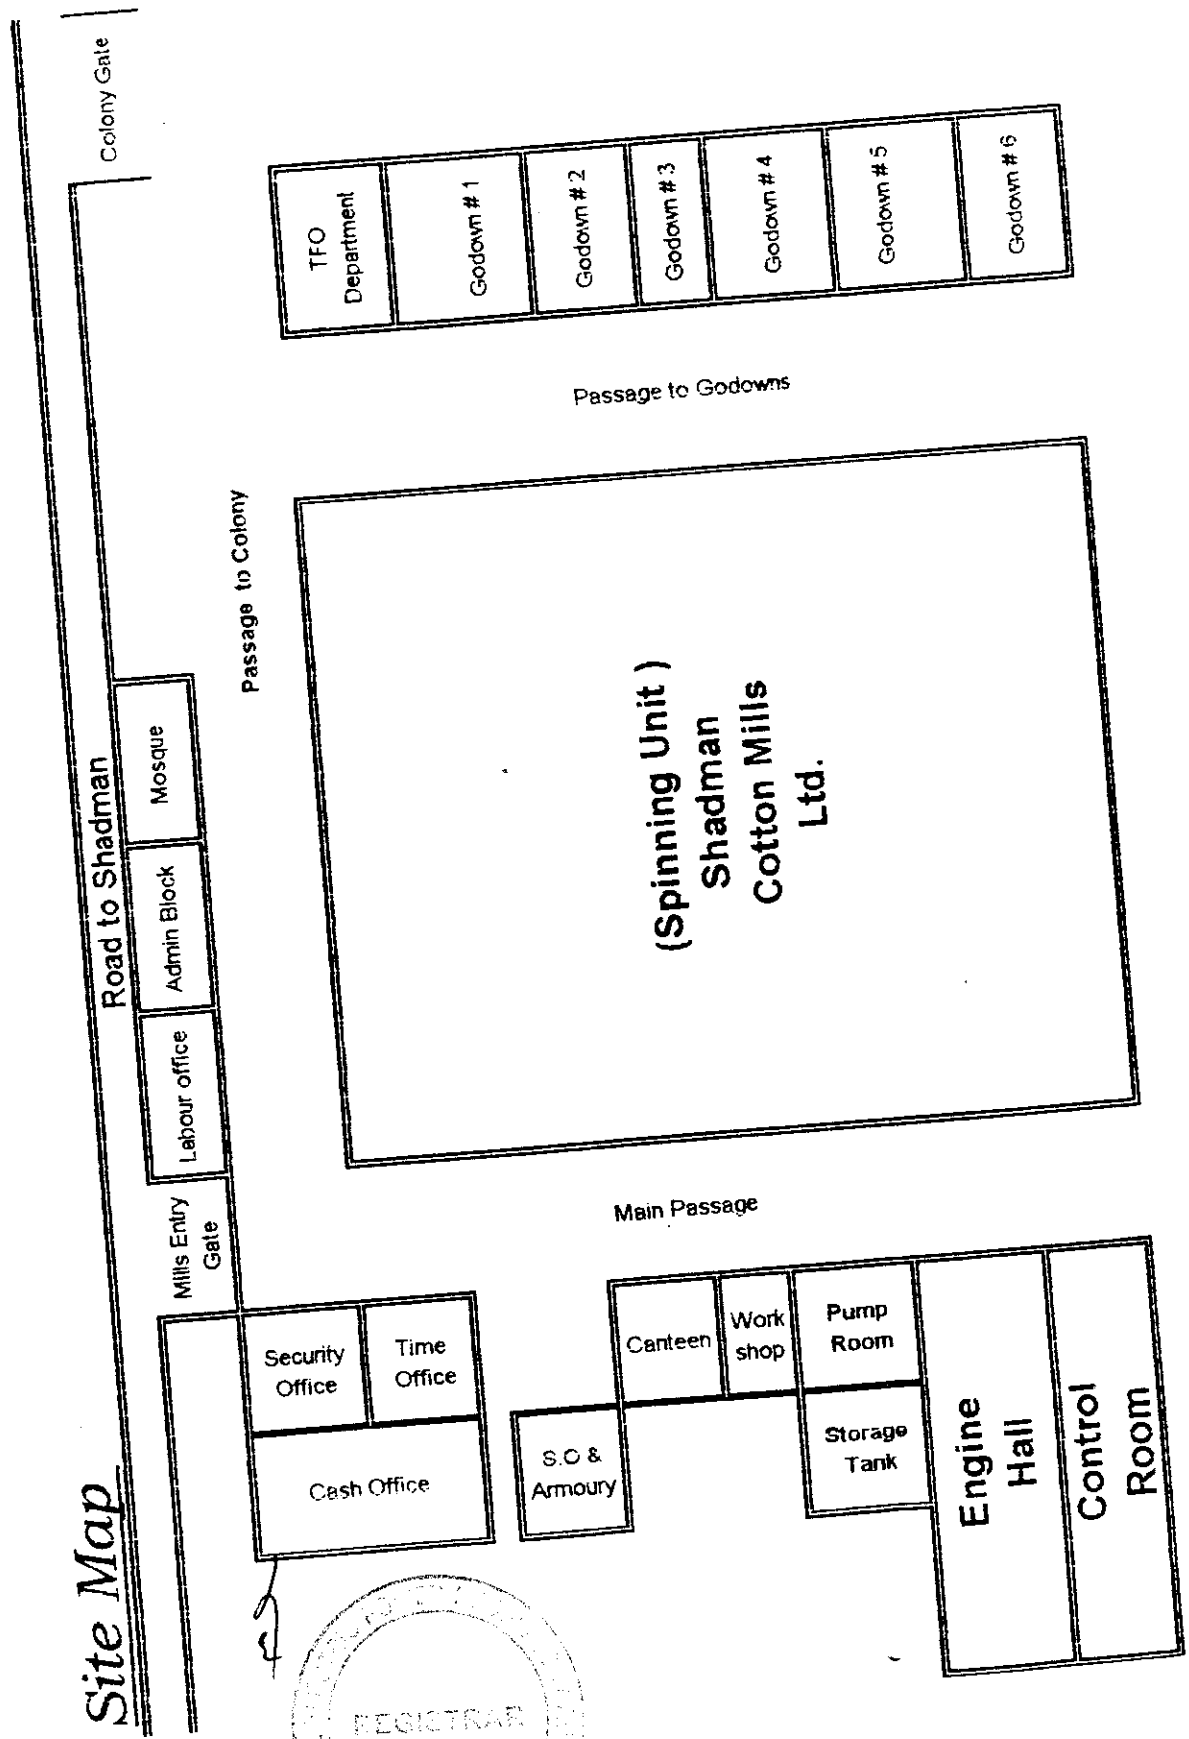 Site Map
Road to Shadman
Colony Gate
Mills Entry
Gate
Labour office
Admin Block
Mosque
Passage to Colony
Security
Office
Time
Office
Cash Office
S.O &
Armoury
Canteen
Work
shop
Pump
Room
Storage
Tank
Engine
Hall
Control
Room
Main Passage
(Spinning Unit )
Shadman
Cotton Mills
Ltd.
Passage to Godowns
TFO
Department
Godown # 1
Godown # 2
Godown # 3
Godown # 4
Godown # 5
Godown # 6
REGISTRAR